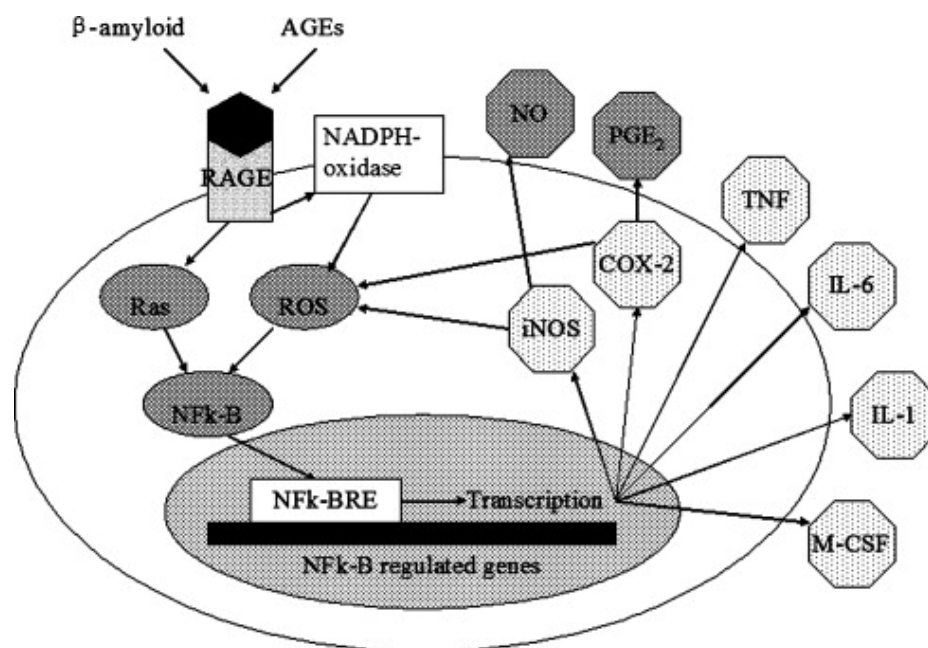 β-amyloid
AGEs
NO
PGE2
NADPH-
oxidase
RAGE
TNF
COX-2
IL-6
Ras
ROS
iNOS
NFk-B
IL-1
NFk-BRE
Transcription
M-CSF
NFk-B regulated genes